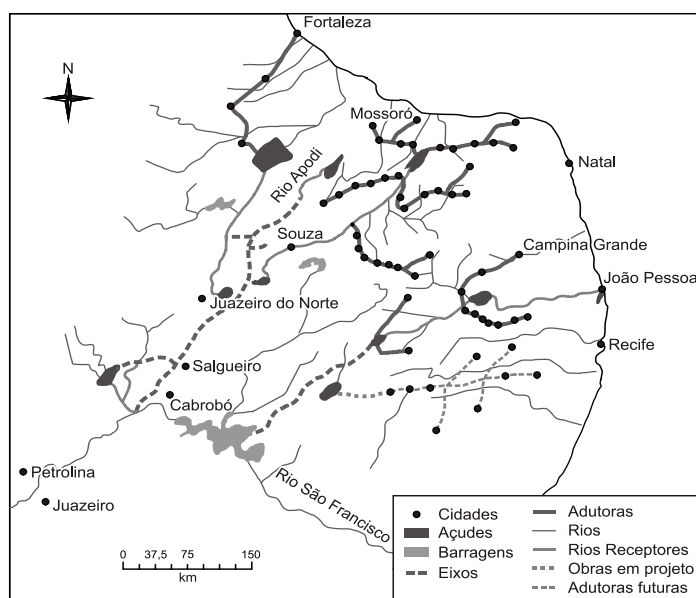 Fortaleza
N
Mossoró
Natal
Rio Apodi
Souza
Campina Grande
João Pessoa
Juazeiro do Norte
Recife
Salgueiro
Cabrobó
Petrolina
Juazeiro
Rio São Francisco
0 37,5 75 150
km
Cidades
Açudes
Barragens
Eixos
Adutoras
Rios
Rios Receptores
Obras em projeto
Adutoras futuras